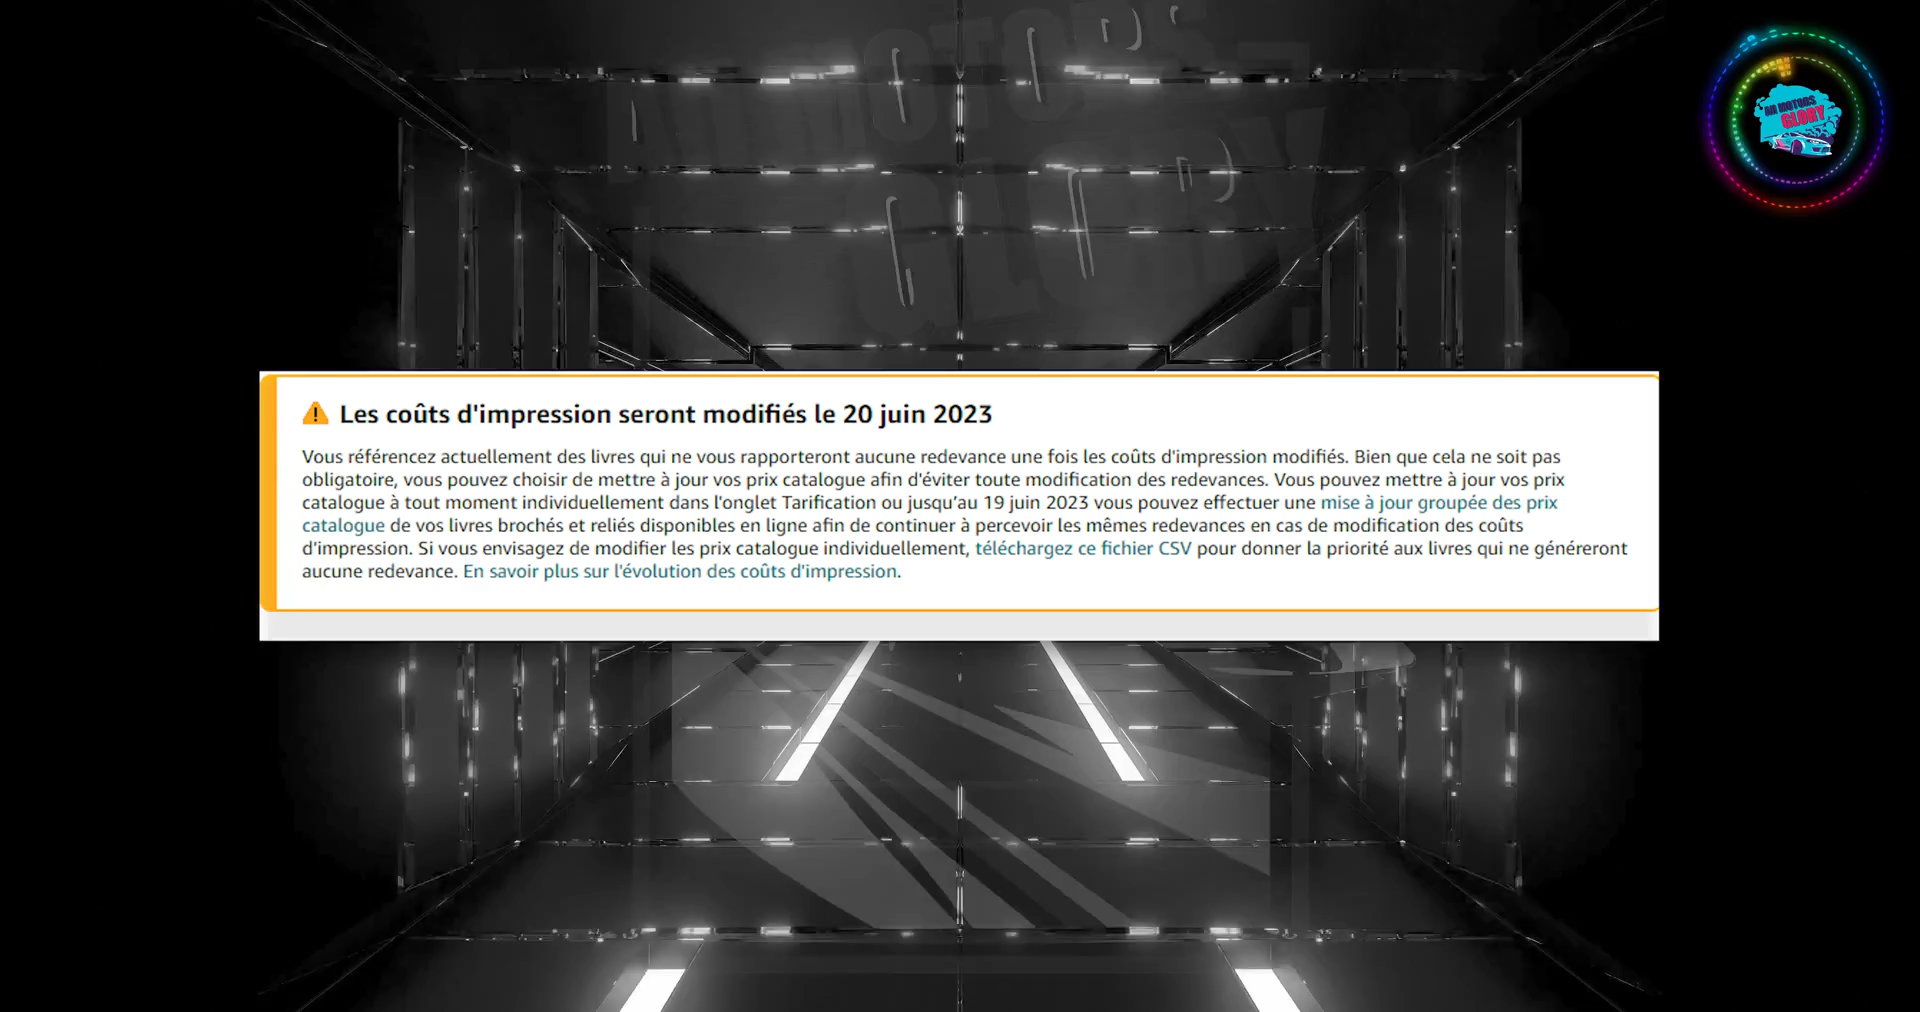 MOTORS
GLORY
AM MOTORS
GLORY
Les coûts d'impression seront modifiés le 20 juin 2023
Vous référencez actuellement des livres qui ne vous rapporteront aucune redevance une fois les coûts d'impression modifiés. Bien que cela ne soit pas
obligatoire, vous pouvez choisir de mettre à jour vos prix catalogue afin d'éviter toute modification des redevances. Vous pouvez mettre à jour vos prix
catalogue à tout moment individuellement dans l'onglet Tarification ou jusqu’au 19 juin 2023 vous pouvez effectuer une mise à jour groupée des prix
catalogue de vos livres brochés et reliés disponibles en ligne afin de continuer à percevoir les mêmes redevances en cas de modification des coûts
d'impression. Si vous envisagez de modifier les prix catalogue individuellement, téléchargez ce fichier CSV pour donner la priorité aux livres qui ne généreront
aucune redevance. En savoir plus sur l'évolution des coûts d'impression.